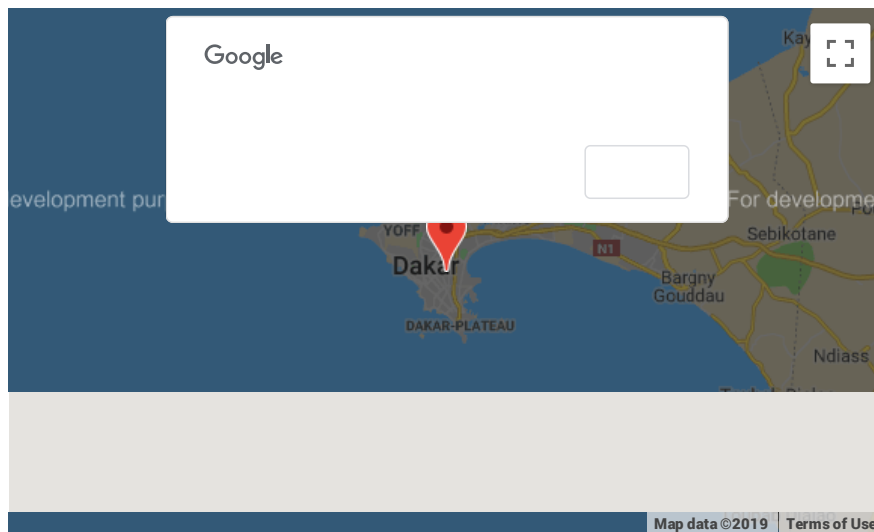 Google
Kay
evelopment pur
For developme
YOFF
Sebikotane
N1
Dakar
Bargny
Gouddau
DAKAR-PLATEAU
Ndiass
Map data ©2019
Terms of Use